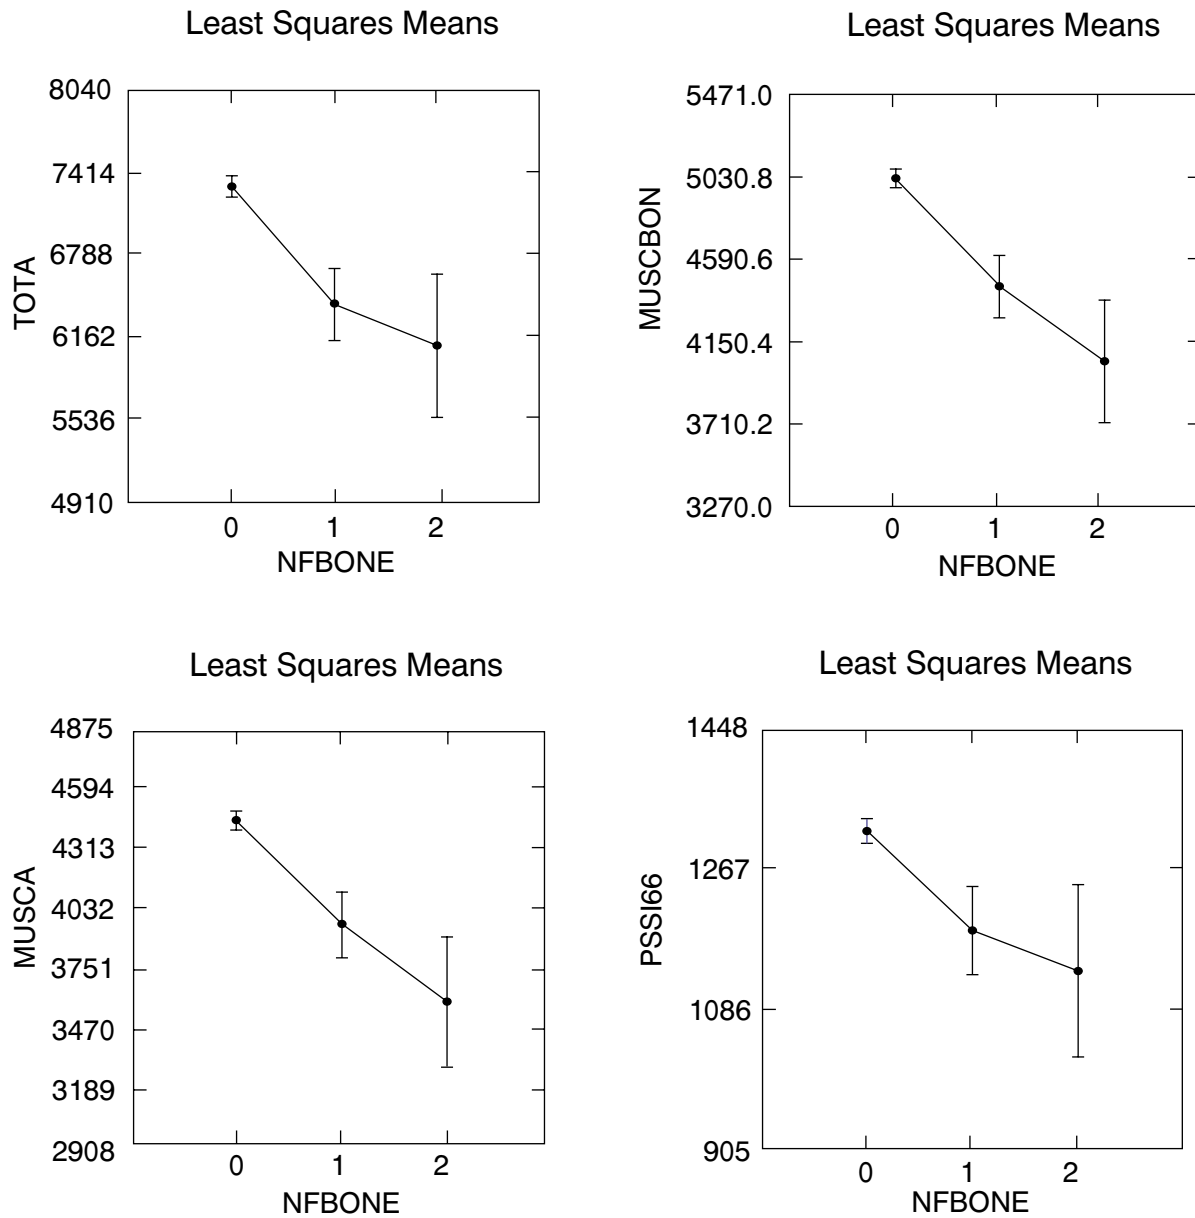 Least Squares Means
8040
7414
6788
6162
5536
4910
TOTA
0 1 2
NFBONE
Least Squares Means
5471.0
5030.8
4590.6
4150.4
3710.2
3270.0
MUSCBON
0 1 2
NFBONE
Least Squares Means
4875
4594
4313
4032
3751
3470
3189
2908
MUSCA
0 1 2
NFBONE
Least Squares Means
1448
1267
1086
905
PSSI66
0 1 2
NFBONE